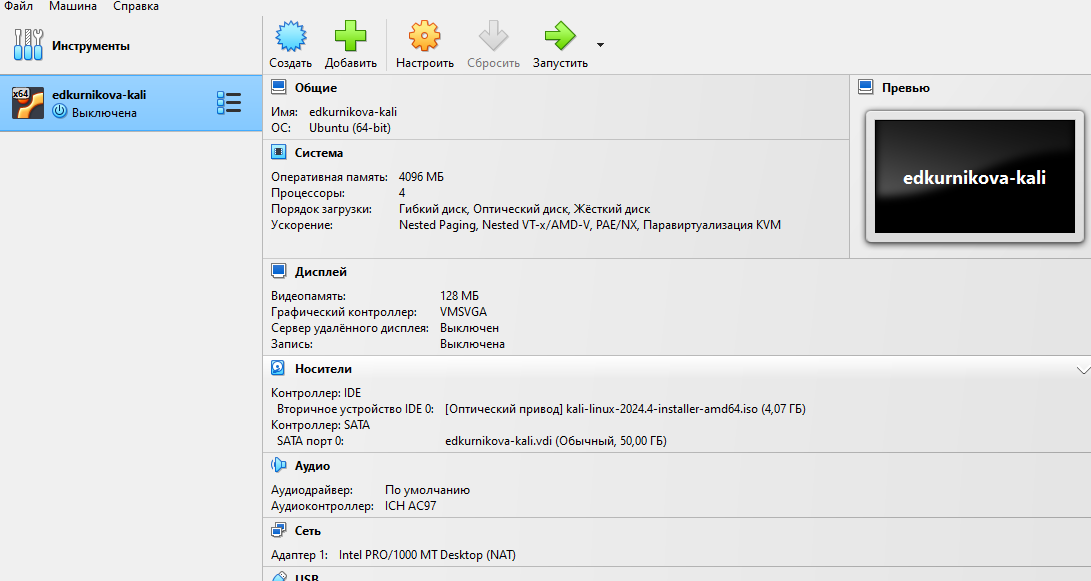 Файл Машина Справка
Инструменты
Создать Добавить Настроить Сбросить Запустить
x64 edkurnikova-kali
Выключена
Общие
Имя: edkurnikova-kali
ОС: Ubuntu (64-bit)
Превью
edkurnikova-kali
Система
Оперативная память: 4096 МБ
Процессоры: 4
Порядок загрузки: Гибкий диск, Оптический диск, Жёсткий диск
Ускорение: Nested Paging, Nested VT-x/AMD-V, PAE/NX, Паравиртуализация KVM
Дисплей
Видеопамять: 128 МБ
Графический контроллер: VMSVGA
Сервер удалённого дисплея: Выключен
Запись: Выключена
Носители
Контроллер: IDE
Вторичное устройство IDE 0: [Оптический привод] kali-linux-2024.4-installer-amd64.iso (4,07 ГБ)
Контроллер: SATA
SATA порт 0: edkurnikova-kali.vdi (Обычный, 50,00 ГБ)
Аудио
Аудиодрайвер: По умолчанию
Аудиоконтроллер: ICH AC97
Сеть
Адаптер 1: Intel PRO/1000 MT Desktop (NAT)
USB